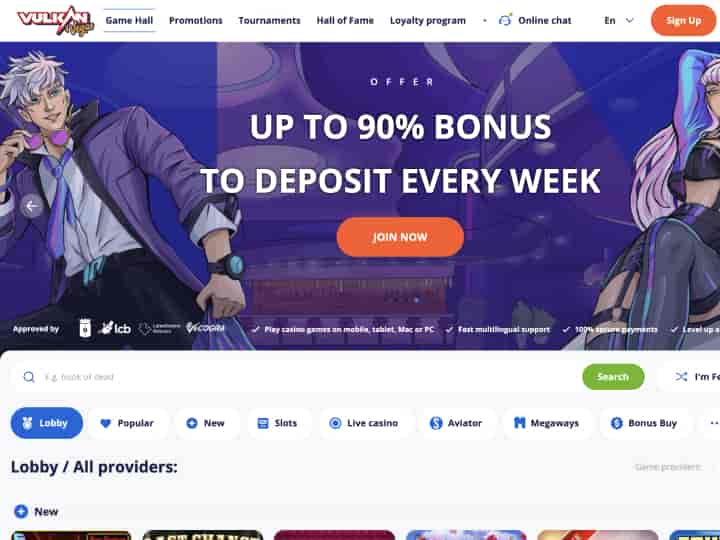 VULKAN Vegas
Game Hall
Promotions
Tournaments
Hall of Fame
Loyalty program
Online chat
En
Sign Up
OFFER
UP TO 90% BONUS
TO DEPOSIT EVERY WEEK
JOIN NOW
Approved by
lcb
eCOGRA
Play casino games on mobile, tablet, Mac or PC
Fast multilingual support
100% secure payments
Level up a
E.g. book of dead
Search
I'm Fe
Lobby
Popular
New
Slots
Live casino
Aviator
Megaways
Bonus Buy
Lobby / All providers:
Game providers:
New
LAST CHANCE